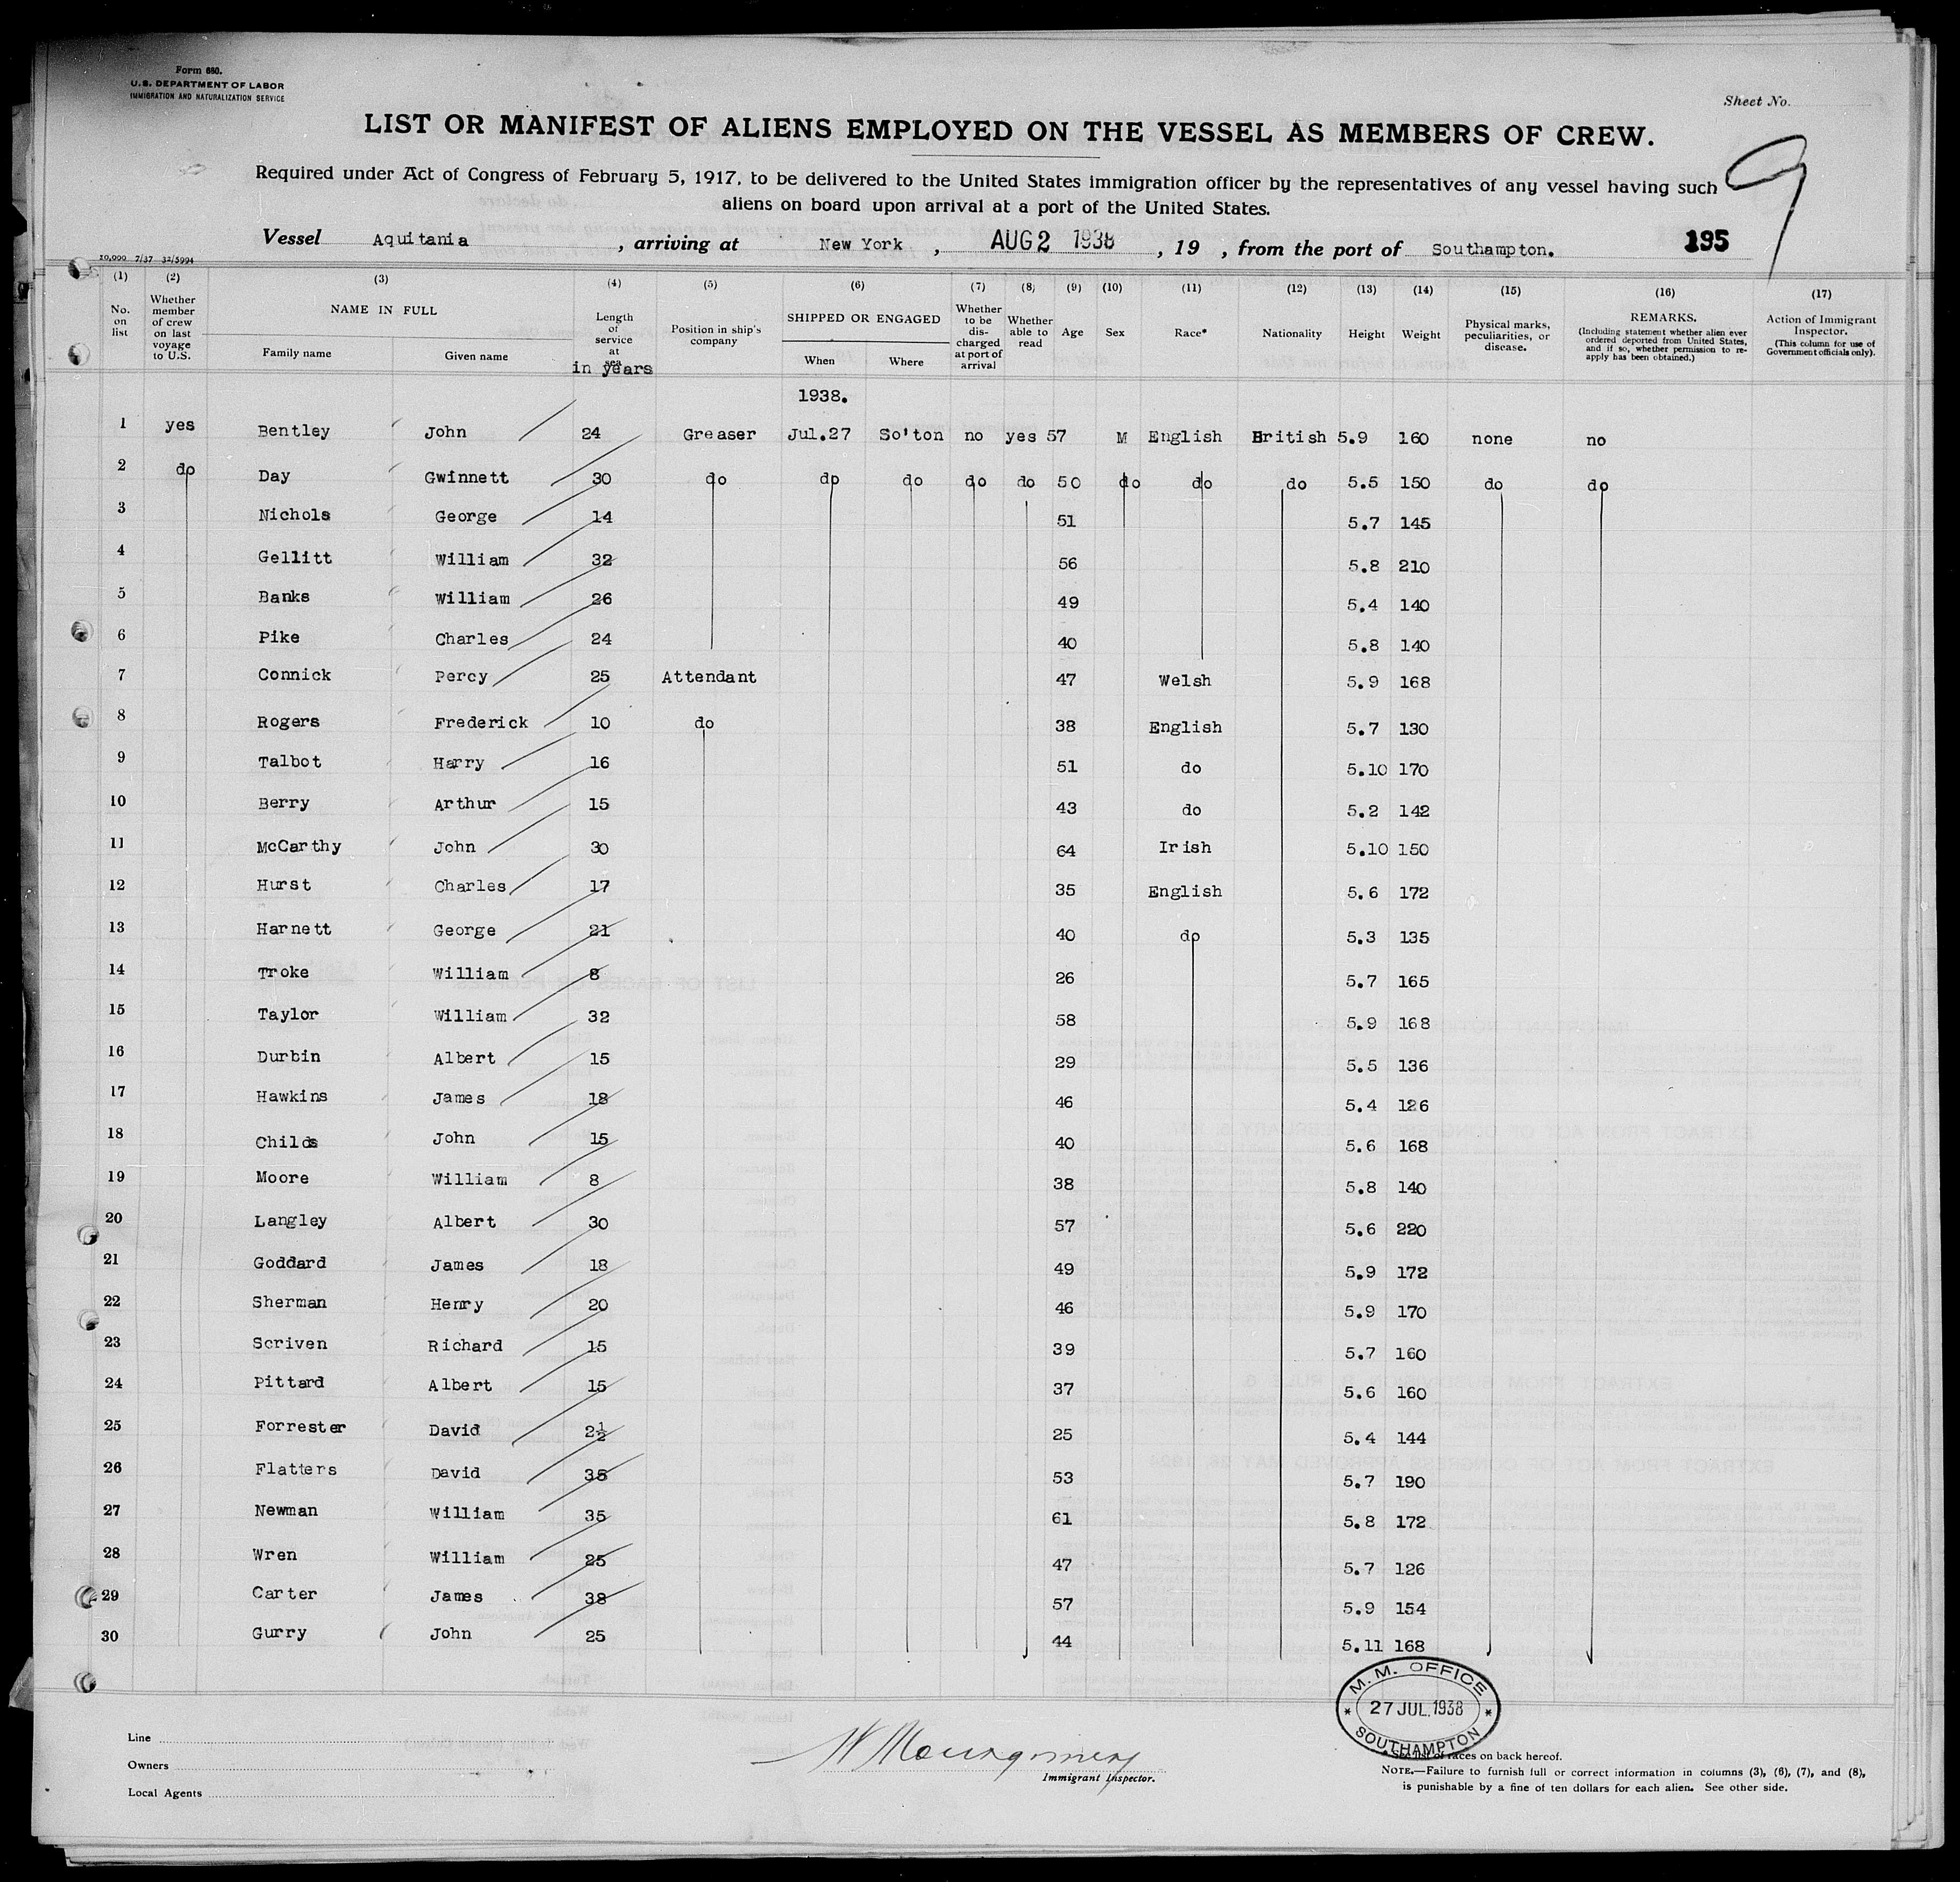 Form 680.
U.S. DEPARTMENT OF LABOR
IMMIGRATION AND NATURALIZATION SERVICE
Sheet No.
9
LIST OR MANIFEST OF ALIENS EMPLOYED ON THE VESSEL AS MEMBERS OF CREW.
Required under Act of Congress of February 5, 1917, to be delivered to the United States immigration officer by the representatives of any vessel having such
aliens on board upon arrival at a port of the United States.
Vessel Aquitania, arriving at New York, AUG 2 1938, 19 , from the port of Southampton. 195
10,000 7/37 32/5994
(1) (2) (3) (4) (5) (6) (7) (8) (9) (10) (11) (12) (13) (14) (15) (16) (17)
No. on list
Whether member of crew on last voyage to U.S.
NAME IN FULL
Family name Given name
Length of service at sea in years
Position in ship's company
SHIPPED OR ENGAGED
When Where
Whether to be discharged at port of arrival
Whether able to read
Age
Sex
Race*
Nationality
Height
Weight
Physical marks, peculiarities, or disease.
REMARKS. (Including statement whether alien ever ordered deported from United States, and if so, whether permission to re-apply has been obtained.)
Action of Immigrant Inspector. (This column for use of Government officials only).
1938.
1 yes Bentley John 24 Greaser Jul.27 So'ton no yes 57 M English British 5.9 160 none no
2 do Day Gwinnett 30 do do do do do 50 do do do 5.5 150 do do
3 Nichols George 14 51 5.7 145
4 Gellitt William 32 56 5.8 210
5 Banks William 26 49 5.4 140
6 Pike Charles 24 40 5.8 140
7 Connick Percy 25 Attendant 47 Welsh 5.9 168
8 Rogers Frederick 10 do 38 English 5.7 130
9 Talbot Harry 16 51 do 5.10 170
10 Berry Arthur 15 43 do 5.2 142
11 McCarthy John 30 64 Irish 5.10 150
12 Hurst Charles 17 35 English 5.6 172
13 Harnett George 21 40 do 5.3 135
14 Troke William 8 26 5.7 165
15 Taylor William 32 58 5.9 168
16 Durbin Albert 15 29 5.5 136
17 Hawkins James 18 46 5.4 126
18 Childs John 15 40 5.6 168
19 Moore William 8 38 5.8 140
20 Langley Albert 30 57 5.6 220
21 Goddard James 18 49 5.9 172
22 Sherman Henry 20 46 5.9 170
23 Scriven Richard 15 39 5.7 160
24 Pittard Albert 15 37 5.6 160
25 Forrester David 2½ 25 5.4 144
26 Flatters David 38 53 5.7 190
27 Newman William 35 61 5.8 172
28 Wren William 25 47 5.7 126
29 Carter James 38 57 5.9 154
30 Gurry John 25 44 5.11 168
M. M. OFFICE
27 JUL. 1938
SOUTHAMPTON
Line
Owners
Local Agents
W Montgomery
Immigrant Inspector.
*See list of races on back hereof.
NOTE.—Failure to furnish full or correct information in columns (3), (6), (7), and (8),
is punishable by a fine of ten dollars for each alien. See other side.